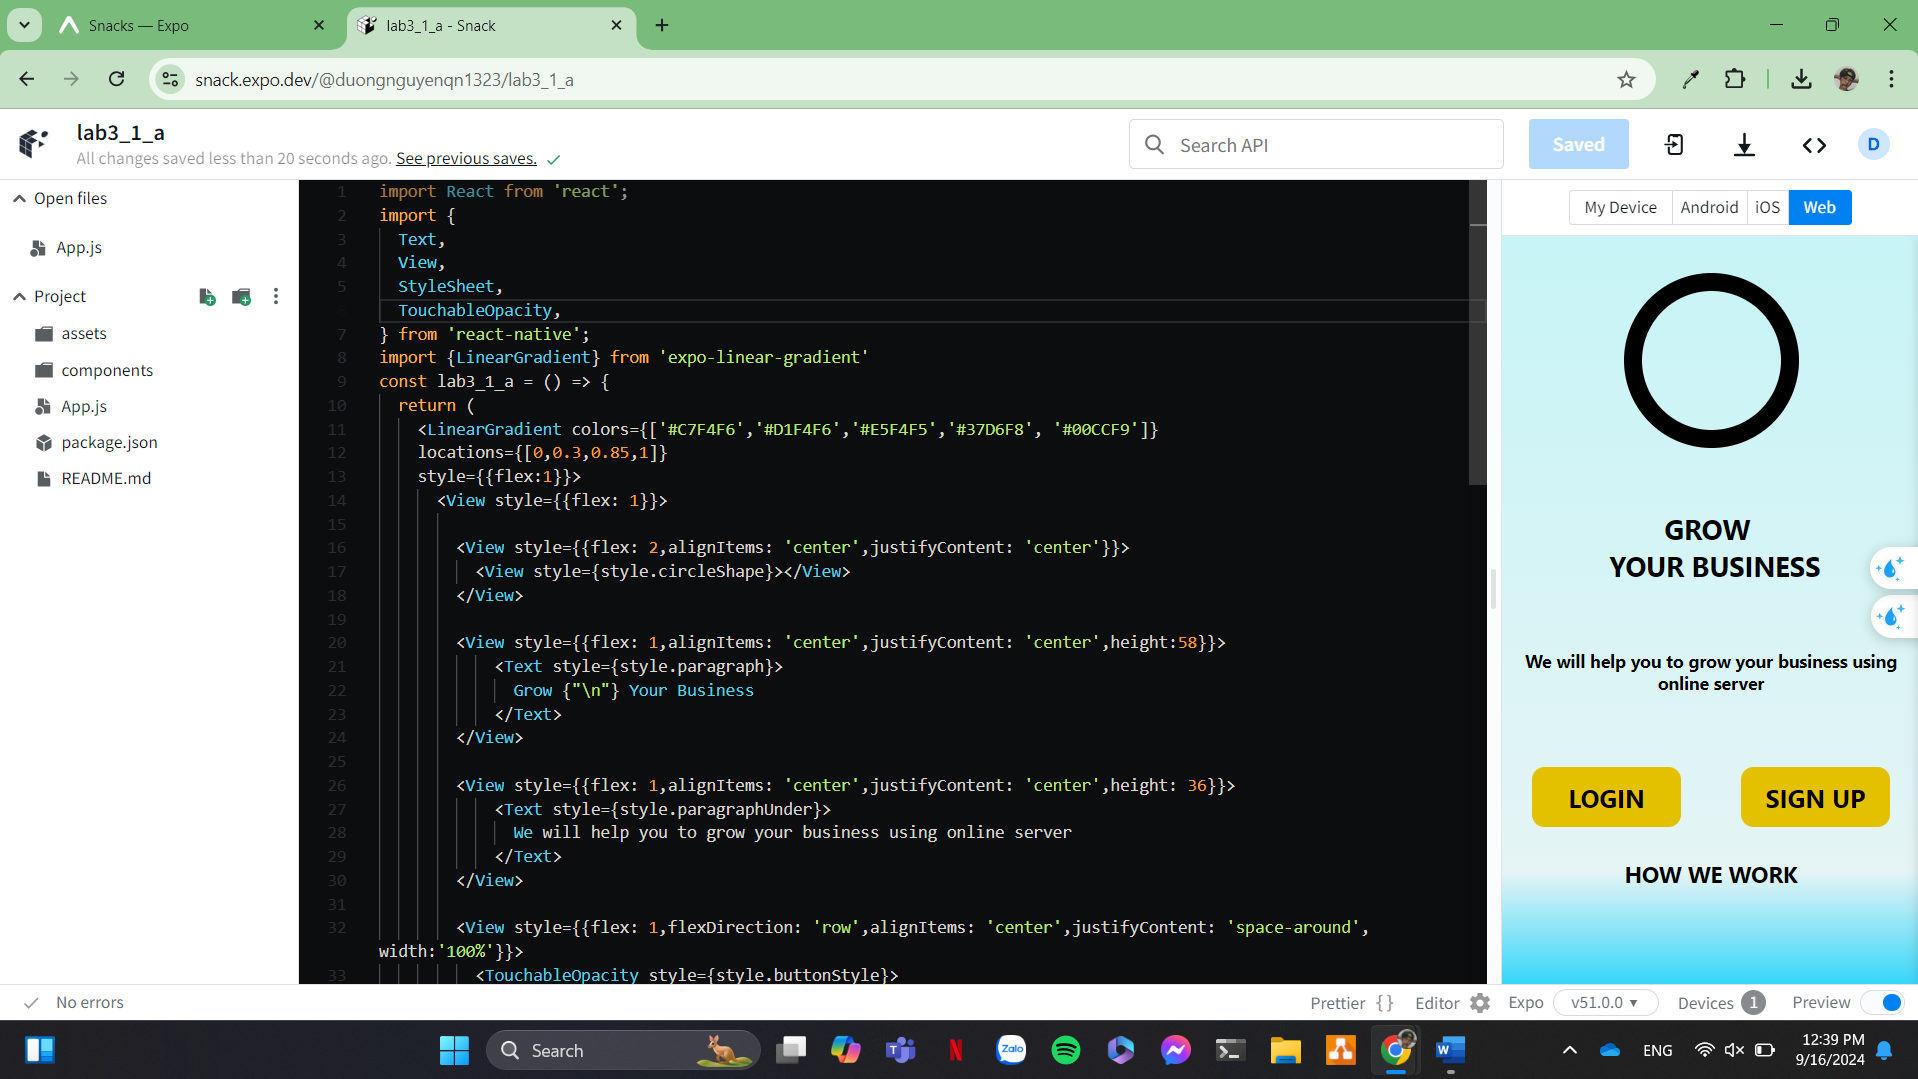 Snacks — Expo
lab3_1_a - Snack
snack.expo.dev/@duongnguyenqn1323/lab3_1_a
lab3_1_a
All changes saved less than 20 seconds ago. See previous saves.
Search API
Saved
D
Open files
App.js
Project
assets
components
App.js
package.json
README.md
1 import React from 'react';
2 import {
3 Text,
4 View,
5 StyleSheet,
TouchableOpacity,
7 } from 'react-native';
8 import {LinearGradient} from 'expo-linear-gradient'
9 const lab3_1_a = () => {
10 return (
11 <LinearGradient colors={['#C7F4F6','#D1F4F6','#E5F4F5','#37D6F8', '#00CCF9']}
12 locations={[0,0.3,0.85,1]}
13 style={{flex:1}}>
14 <View style={{flex: 1}}>
15
16 <View style={{flex: 2,alignItems: 'center',justifyContent: 'center'}}>
17 <View style={style.circleShape}></View>
18 </View>
19
20 <View style={{flex: 1,alignItems: 'center',justifyContent: 'center',height:58}}>
21 <Text style={style.paragraph}>
22 Grow {"\n"} Your Business
23 </Text>
24 </View>
25
26 <View style={{flex: 1,alignItems: 'center',justifyContent: 'center',height: 36}}>
27 <Text style={style.paragraphUnder}>
28 We will help you to grow your business using online server
29 </Text>
30 </View>
31
32 <View style={{flex: 1,flexDirection: 'row',alignItems: 'center',justifyContent: 'space-around',
width:'100%'}}>
33 <TouchableOpacity style={style.buttonStyle}>
My Device Android iOS Web
GROW
YOUR BUSINESS
We will help you to grow your business using
online server
LOGIN
SIGN UP
HOW WE WORK
No errors
Prettier {} Editor Expo v51.0.0 Devices 1 Preview
Search
Zalo
ENG
12:39 PM
9/16/2024